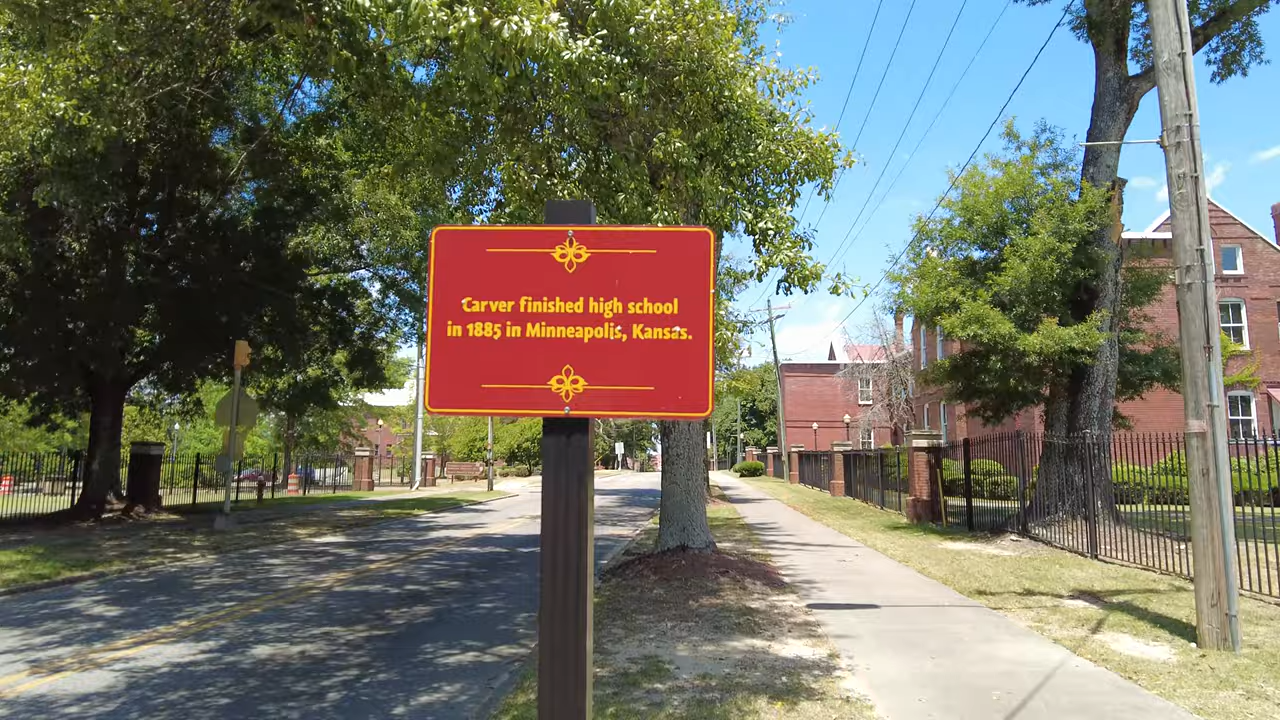 Carver finished high school
in 1885 in Minneapolis, Kansas.